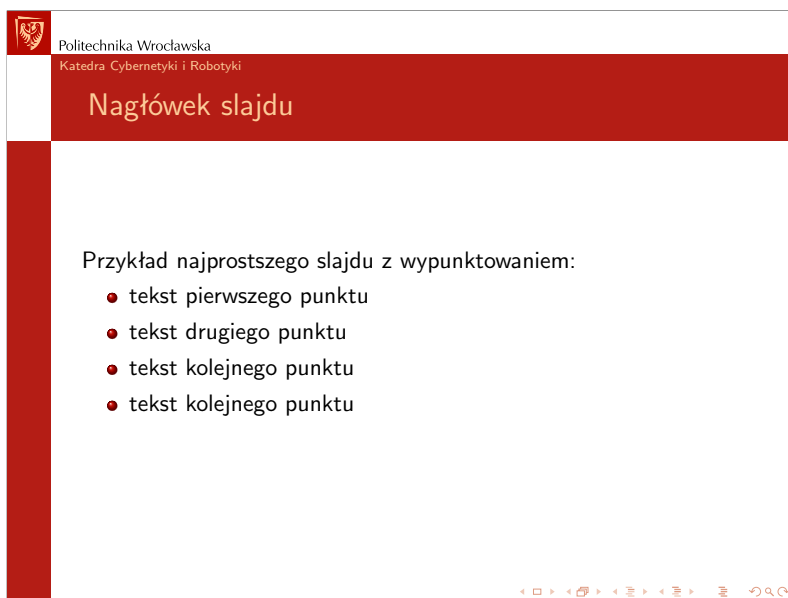 Politechnika Wrocławska
Katedra Cybernetyki i Robotyki
Nagłówek slajdu
Przykład najprostszego slajdu z wypunktowaniem:
tekst pierwszego punktu
tekst drugiego punktu
tekst kolejnego punktu
tekst kolejnego punktu